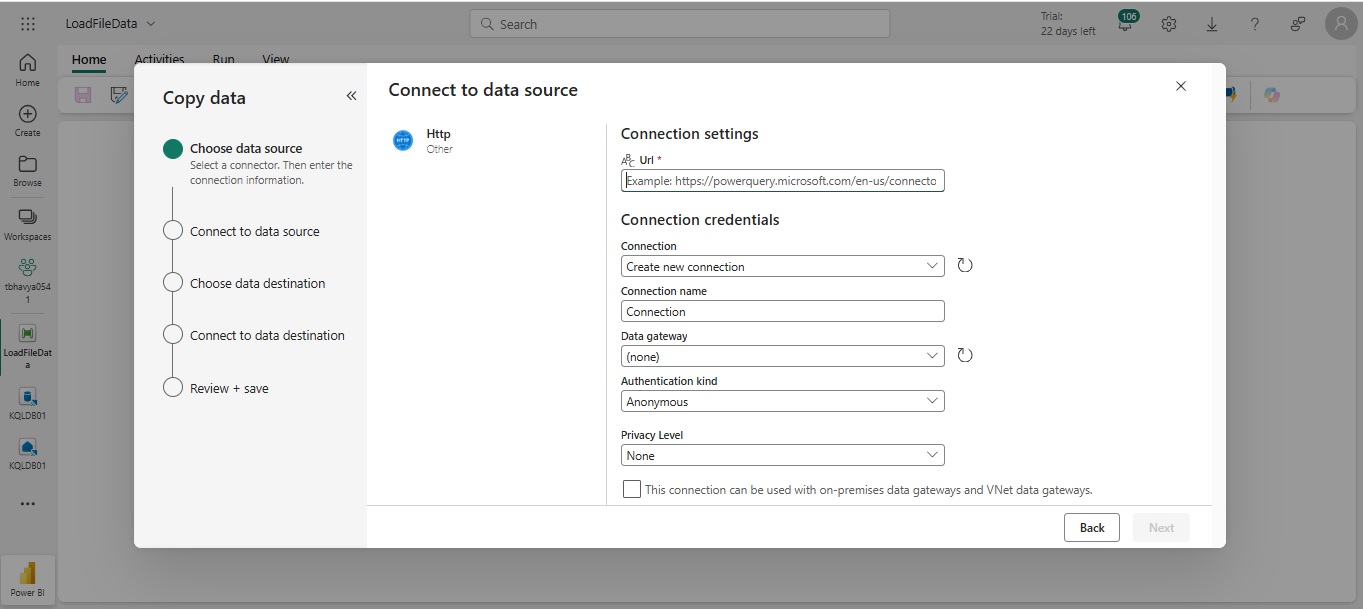 LoadFileData
Search
Trial:
22 days left
106
Home
Activities
Run
View
Home
Create
Browse
Workspaces
tbhavya054
1
LoadFileDat
a
KQLDB01
KQLDB01
Power BI
Copy data
Choose data source
Select a connector. Then enter the
connection information.
Connect to data source
Choose data destination
Connect to data destination
Review + save
Connect to data source
HTTP
Http
Other
Connection settings
ABC Url *
Example: https://powerquery.microsoft.com/en-us/connecto
Connection credentials
Connection
Create new connection
Connection name
Connection
Data gateway
(none)
Authentication kind
Anonymous
Privacy Level
None
This connection can be used with on-premises data gateways and VNet data gateways.
Back
Next